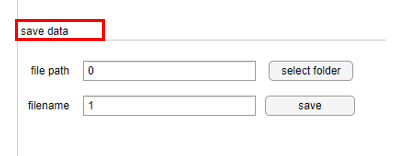 save data
file path 0 select folder
filename 1 save